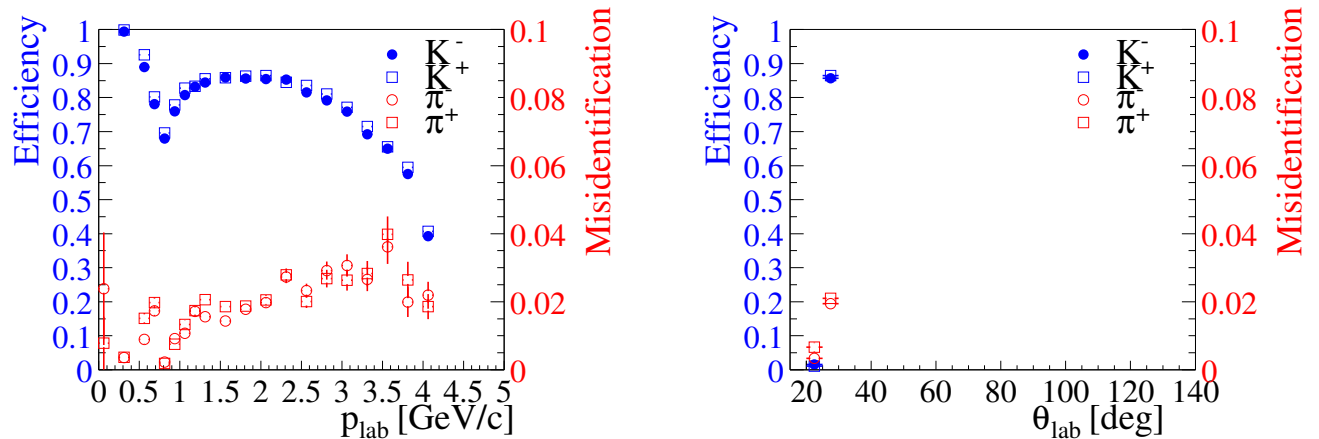 Efficiency
1
0.9
0.8
0.7
0.6
0.5
0.4
0.3
0.2
0.1
0
0 0.5 1 1.5 2 2.5 3 3.5 4 4.5 5
p_lab [GeV/c]
K⁻
K⁺
π⁻
π⁺
0.1
0.08
0.06
0.04
0.02
0
Misidentification
Efficiency
1
0.9
0.8
0.7
0.6
0.5
0.4
0.3
0.2
0.1
0
20 40 60 80 100 120 140
θ_lab [deg]
K⁻
K⁺
π⁻
π⁺
0.1
0.08
0.06
0.04
0.02
0
Misidentification